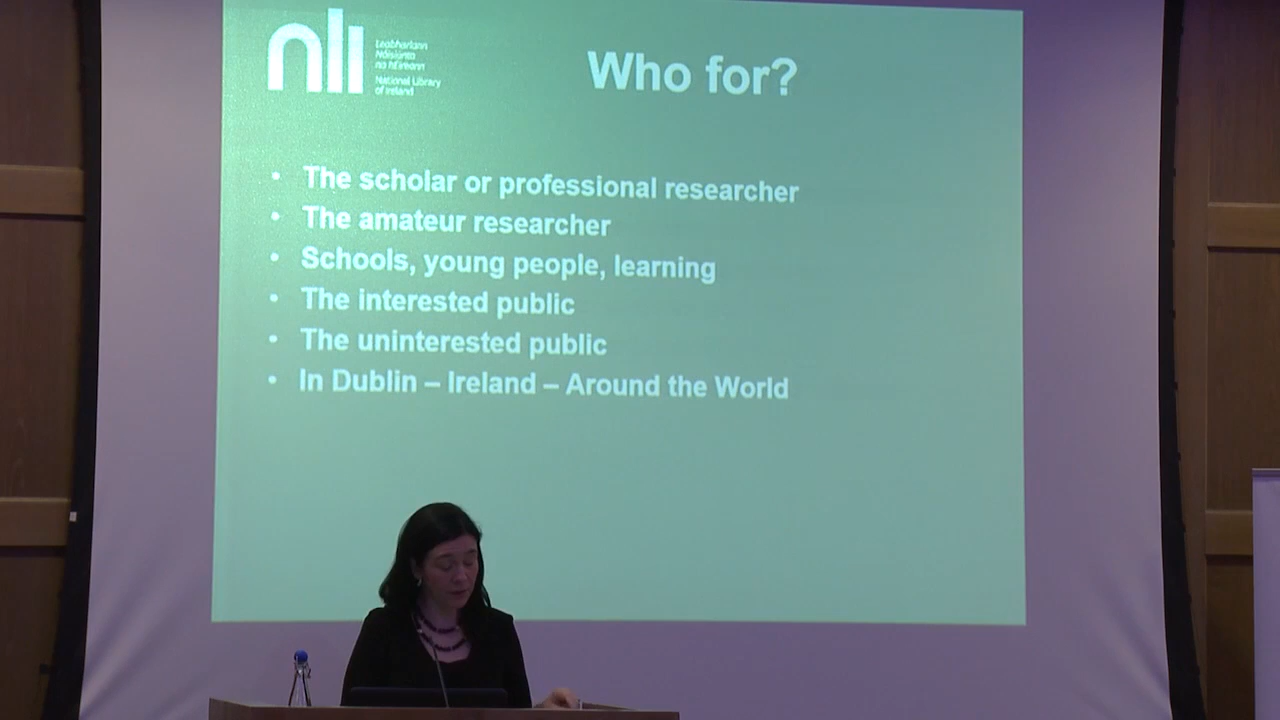 nli
Leabharlann
Náisiúnta
na hÉireann
National Library
of Ireland
Who for?
• The scholar or professional researcher
• The amateur researcher
• Schools, young people, learning
• The interested public
• The uninterested public
• In Dublin – Ireland – Around the World